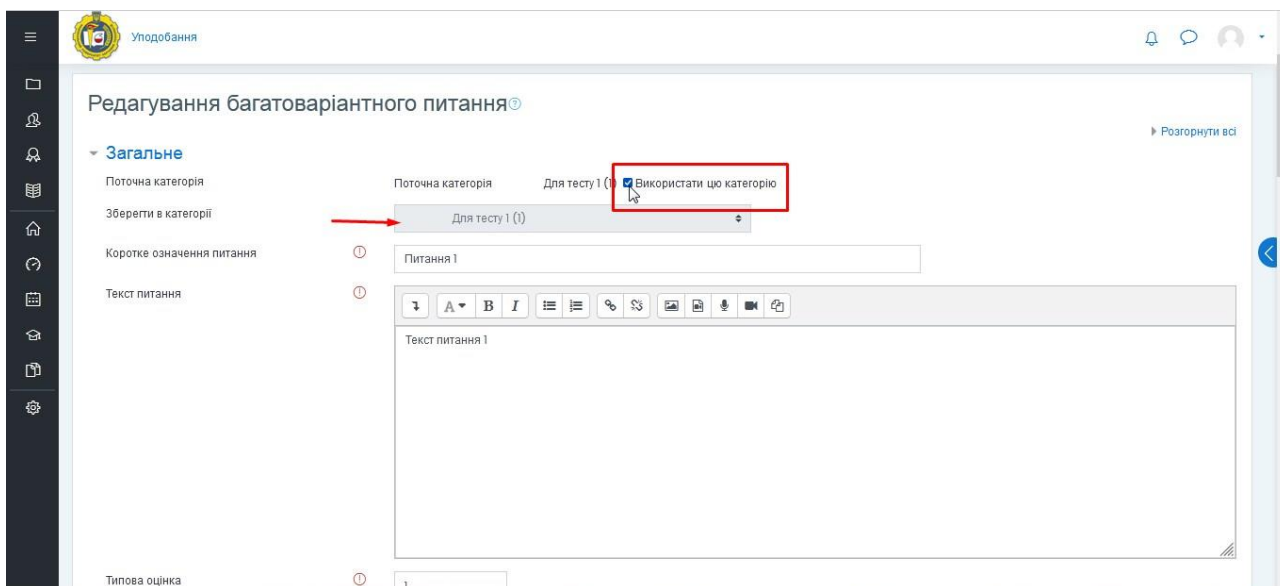 Уподобання
Редагування багатоваріантного питання
Розгорнути всі
Загальне
Поточна категорія
Поточна категорія Для тесту 1 (1) Використати цю категорію
Зберегти в категорії
Для тесту 1 (1)
Коротке означення питання
Питання 1
Текст питання
A B I
Текст питання 1
Типова оцінка
1